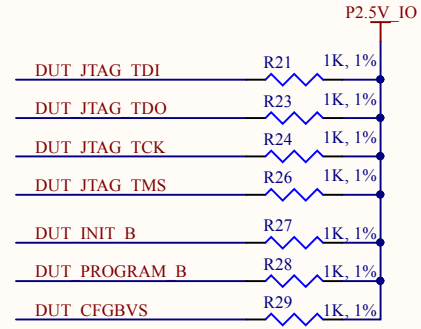 P2.5V_IO
DUT_JTAG_TDI R21 1K, 1%
DUT_JTAG_TDO R23 1K, 1%
DUT_JTAG_TCK R24 1K, 1%
DUT_JTAG_TMS R26 1K, 1%
DUT_INIT_B R27 1K, 1%
DUT_PROGRAM_B R28 1K, 1%
DUT_CFGBVS R29 1K, 1%